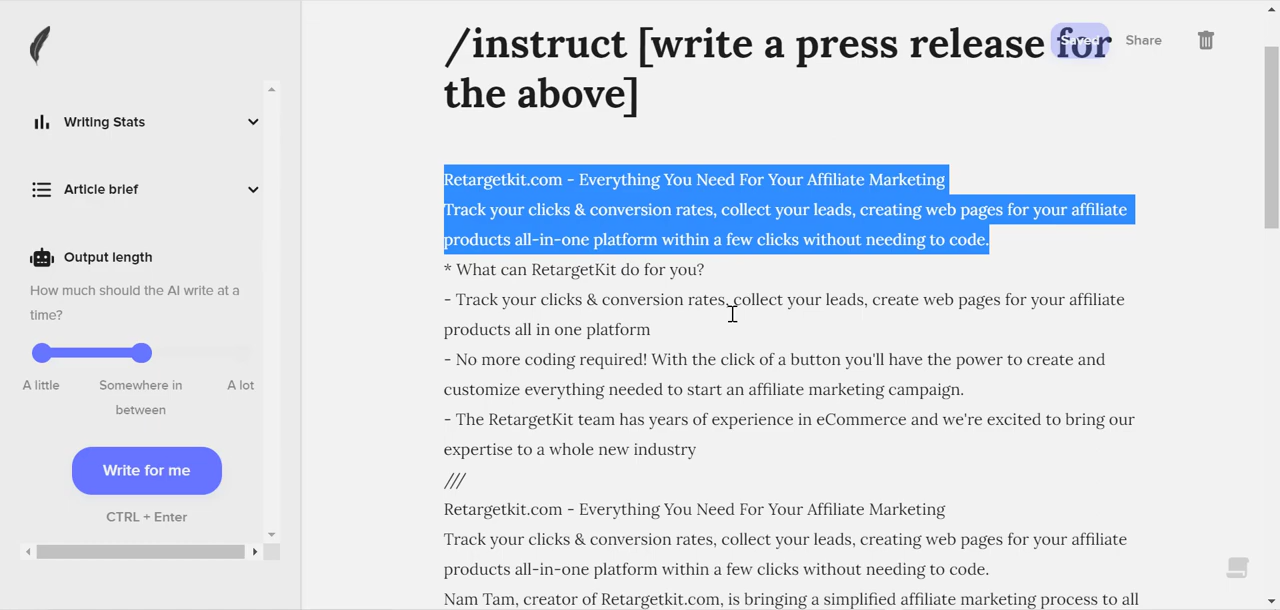 /instruct [write a press release for
the above]
Saved
Share
Writing Stats
Article brief
Output length
How much should the AI write at a
time?
A little
Somewhere in
between
A lot
Write for me
CTRL + Enter
Retargetkit.com - Everything You Need For Your Affiliate Marketing
Track your clicks & conversion rates, collect your leads, creating web pages for your affiliate
products all-in-one platform within a few clicks without needing to code.
* What can RetargetKit do for you?
- Track your clicks & conversion rates, collect your leads, create web pages for your affiliate
products all in one platform
- No more coding required! With the click of a button you'll have the power to create and
customize everything needed to start an affiliate marketing campaign.
- The RetargetKit team has years of experience in eCommerce and we're excited to bring our
expertise to a whole new industry
///
Retargetkit.com - Everything You Need For Your Affiliate Marketing
Track your clicks & conversion rates, collect your leads, creating web pages for your affiliate
products all-in-one platform within a few clicks without needing to code.
Nam Tam, creator of Retargetkit.com, is bringing a simplified affiliate marketing process to all